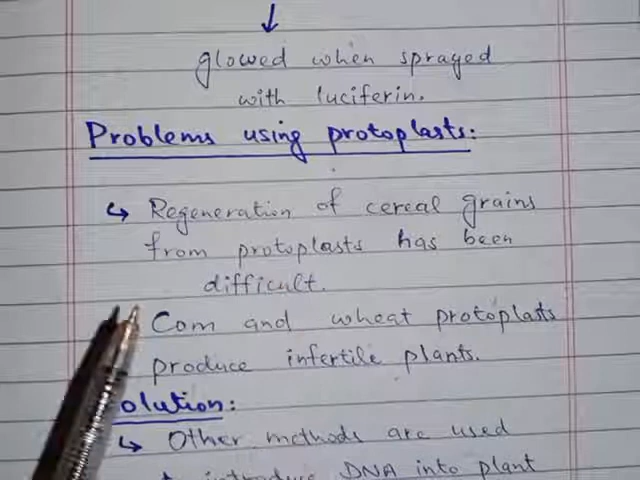 glowed when sprayed
with luciferin.
Problems using protoplasts:
↳ Regeneration of cereal grains
from protoplasts has been
difficult.
Corn and wheat protoplasts
produce infertile plants.
olution:
↳ Other methods are used
introduce DNA into plant